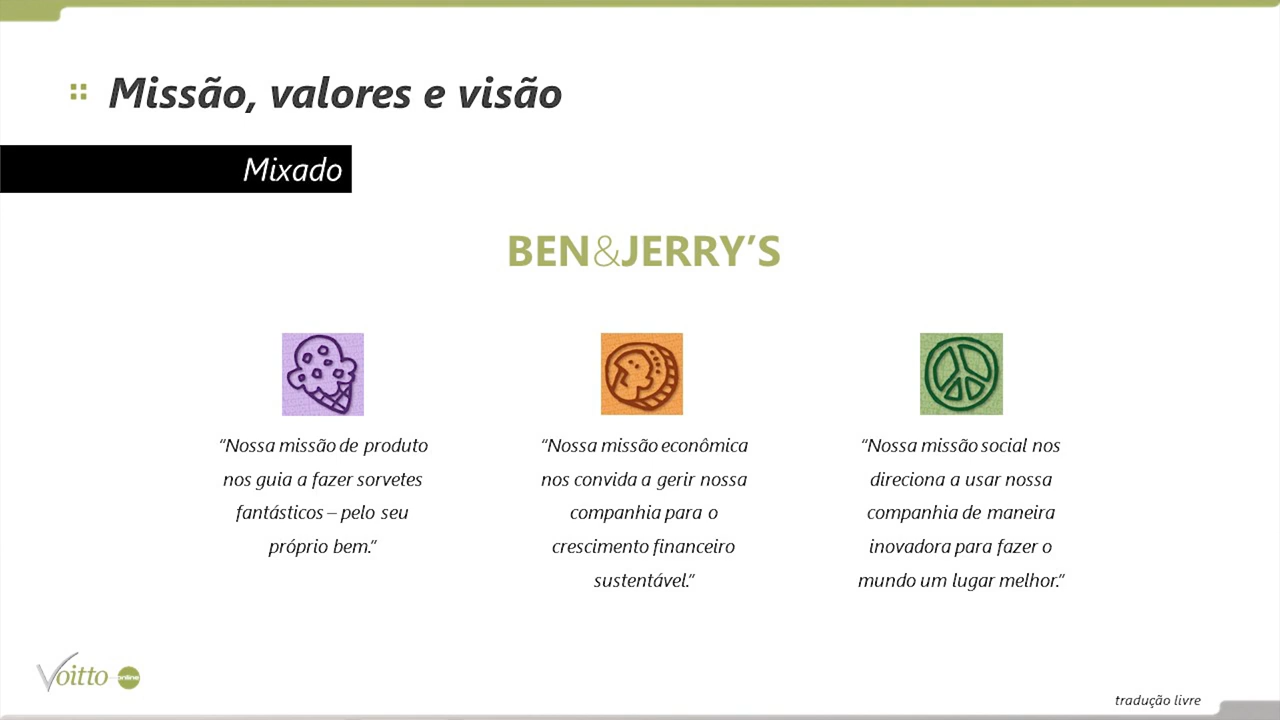 Missão, valores e visão
Mixado
BEN&JERRY’S
“Nossa missão de produto
nos guia a fazer sorvetes
fantásticos – pelo seu
próprio bem.”
“Nossa missão econômica
nos convida a gerir nossa
companhia para o
crescimento financeiro
sustentável.”
“Nossa missão social nos
direciona a usar nossa
companhia de maneira
inovadora para fazer o
mundo um lugar melhor.”
Voitto online
tradução livre